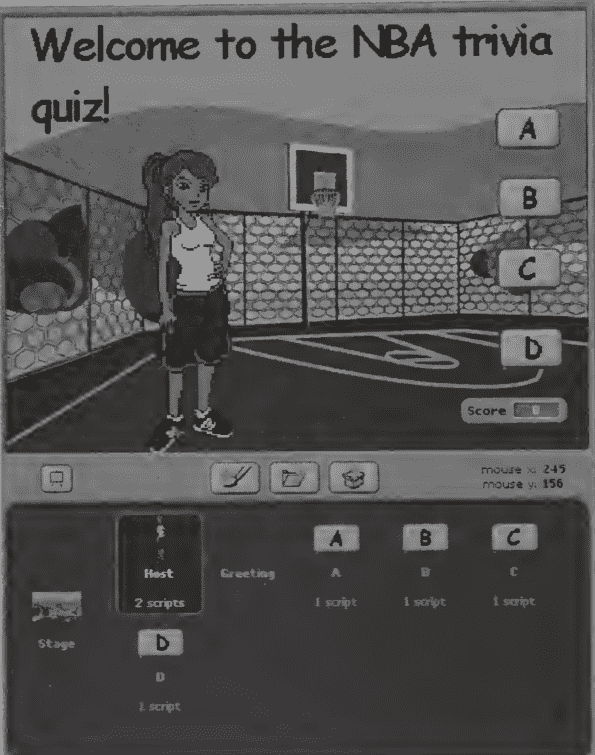 Welcome to the NBA trivia
quiz!
A
B
C
D
Score 0
mouse x: 245
mouse y: 156
Host
2 scripts
Greeting
A
A
1 script
B
B
1 script
C
C
1 script
Stage
D
D
1 script